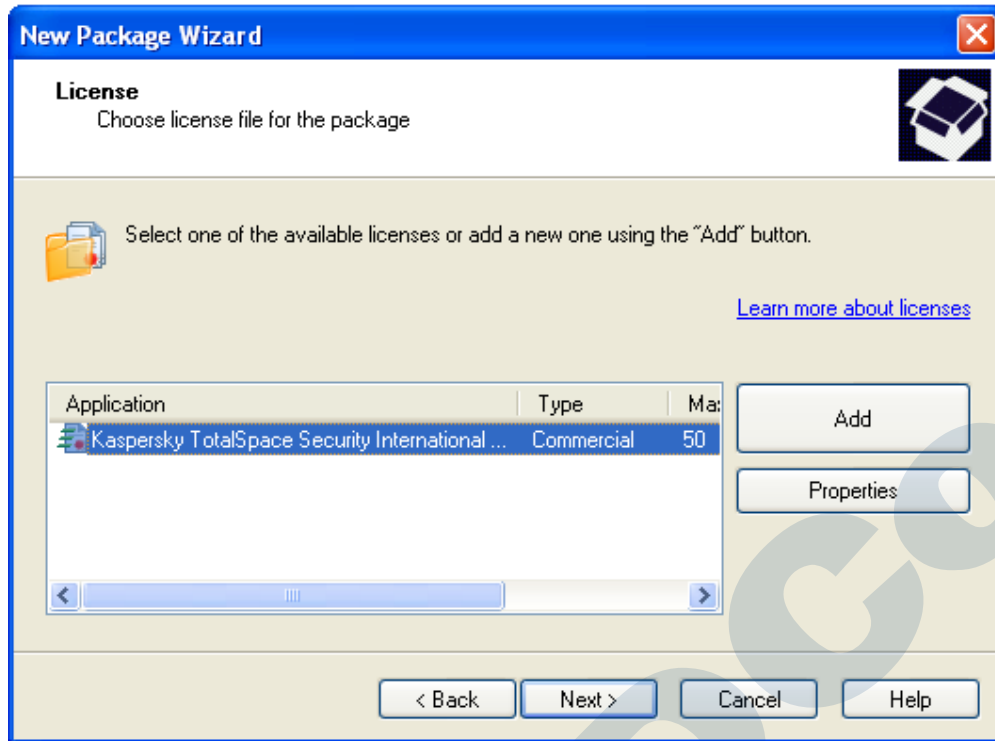 New Package Wizard
License
Choose license file for the package
Select one of the available licenses or add a new one using the "Add" button.
Learn more about licenses
Application Type Ma
Kaspersky TotalSpace Security International ... Commercial 50
Add
Properties
< Back Next > Cancel Help